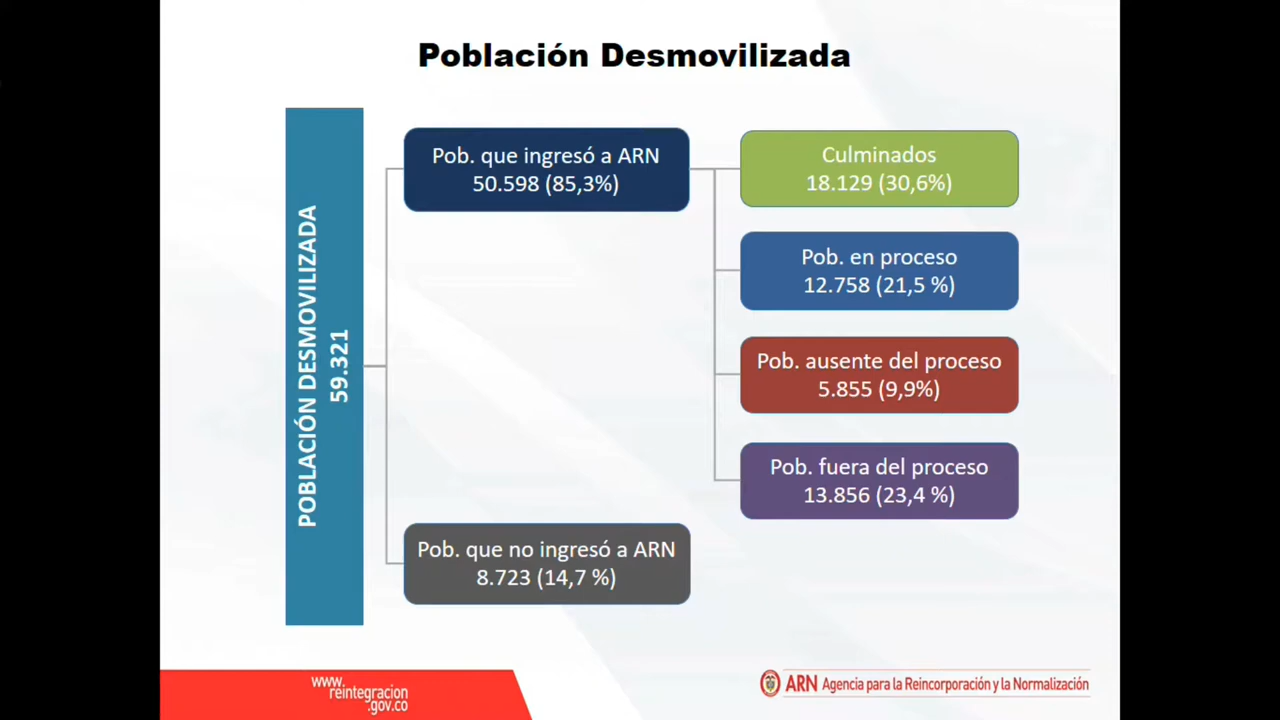 Población Desmovilizada
POBLACIÓN DESMOVILIZADA
59.321
Pob. que ingresó a ARN
50.598 (85,3%)
Culminados
18.129 (30,6%)
Pob. en proceso
12.758 (21,5 %)
Pob. ausente del proceso
5.855 (9,9%)
Pob. fuera del proceso
13.856 (23,4 %)
Pob. que no ingresó a ARN
8.723 (14,7 %)
www.
reintegracion
.gov.co
ARN Agencia para la Reincorporación y la Normalización